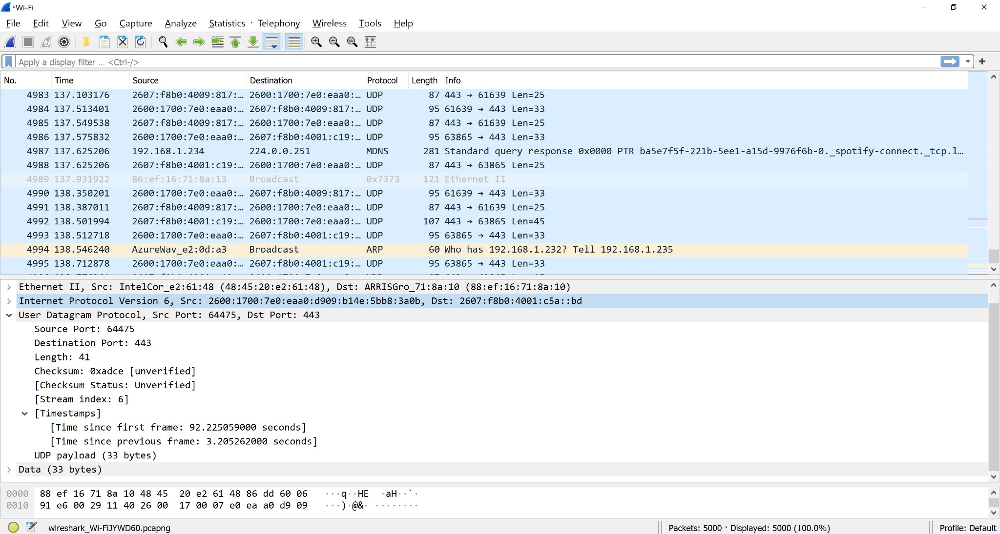 *Wi-Fi
File Edit View Go Capture Analyze Statistics Telephony Wireless Tools Help
Apply a display filter ... <Ctrl-/>
No. Time Source Destination Protocol Length Info
4983 137.103176 2607:f8b0:4009:817:… 2600:1700:7e0:eaa0:… UDP 87 443 → 61639 Len=25
4984 137.513401 2600:1700:7e0:eaa0:… 2607:f8b0:4009:817:… UDP 95 61639 → 443 Len=33
4985 137.549538 2607:f8b0:4009:817:… 2600:1700:7e0:eaa0:… UDP 87 443 → 61639 Len=25
4986 137.575832 2600:1700:7e0:eaa0:… 2607:f8b0:4001:c19:… UDP 95 63865 → 443 Len=33
4987 137.625206 192.168.1.234 224.0.0.251 MDNS 281 Standard query response 0x0000 PTR ba5e7f5f-221b-5ee1-a15d-9976f6b-0._spotify-connect._tcp.l…
4988 137.625206 2607:f8b0:4001:c19:… 2600:1700:7e0:eaa0:… UDP 87 443 → 63865 Len=25
4989 137.931922 86:ef:16:71:8a:13 Broadcast 0x7373 121 Ethernet II
4990 138.350201 2600:1700:7e0:eaa0:… 2607:f8b0:4009:817:… UDP 95 61639 → 443 Len=33
4991 138.387011 2607:f8b0:4009:817:… 2600:1700:7e0:eaa0:… UDP 87 443 → 61639 Len=25
4992 138.501994 2607:f8b0:4001:c19:… 2600:1700:7e0:eaa0:… UDP 107 443 → 63865 Len=45
4993 138.512718 2600:1700:7e0:eaa0:… 2607:f8b0:4001:c19:… UDP 95 63865 → 443 Len=33
4994 138.546240 AzureWav_e2:0d:a3 Broadcast ARP 60 Who has 192.168.1.232? Tell 192.168.1.235
4995 138.712878 2600:1700:7e0:eaa0:… 2607:f8b0:4001:c19:… UDP 95 63865 → 443 Len=33
Ethernet II, Src: IntelCor_e2:61:48 (48:45:20:e2:61:48), Dst: ARRISGro_71:8a:10 (88:ef:16:71:8a:10)
Internet Protocol Version 6, Src: 2600:1700:7e0:eaa0:d909:b14e:5bb8:3a0b, Dst: 2607:f8b0:4001:c5a::bd
User Datagram Protocol, Src Port: 64475, Dst Port: 443
Source Port: 64475
Destination Port: 443
Length: 41
Checksum: 0xadce [unverified]
[Checksum Status: Unverified]
[Stream index: 6]
[Timestamps]
[Time since first frame: 92.225059000 seconds]
[Time since previous frame: 3.205262000 seconds]
UDP payload (33 bytes)
Data (33 bytes)
0000 88 ef 16 71 8a 10 48 45 20 e2 61 48 86 dd 60 06 ···q··HE ·aH··`·
0010 91 e6 00 29 11 40 26 00 17 00 07 e0 ea a0 d9 09 ···)·@&· ········
wireshark_Wi-FiJYWD60.pcapng Packets: 5000 · Displayed: 5000 (100.0%) Profile: Default